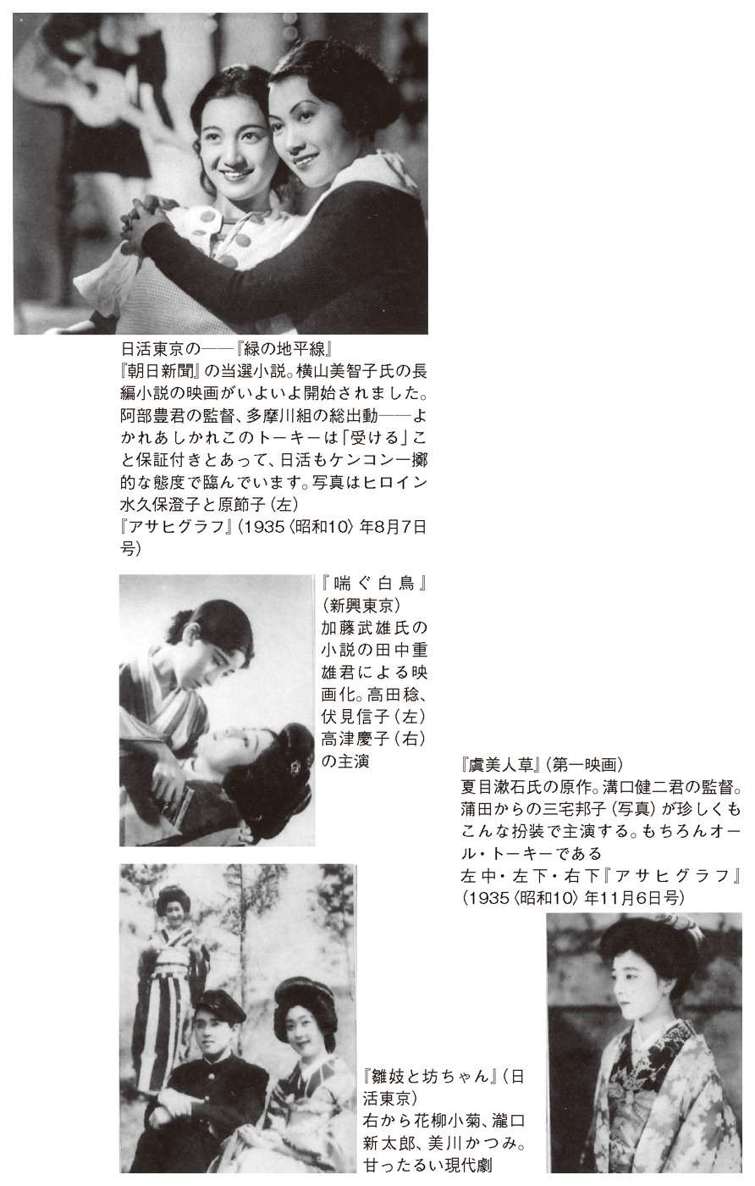 日活東京の――『緑の地平線』
『朝日新聞』の当選小説。横山美智子氏の長
編小説の映画がいよいよ開始されました。
阿部豊君の監督、多摩川組の総出動――よ
かれあしかれこのトーキーは「受ける」こ
と保証付きとあって、日活もケンコン一擲
的な態度で臨んでいます。写真はヒロイン
水久保澄子と原節子（左）
『アサヒグラフ』（1935〈昭和10〉年8月7日
号）
『喘ぐ白鳥』
（新興東京）
加藤武雄氏の
小説の田中重
雄君による映
画化。高田稔、
伏見信子（左）
高津慶子（右）
の主演
『虞美人草』（第一映画）
夏目漱石氏の原作。溝口健二君の監督。
蒲田からの三宅邦子（写真）が珍しくも
こんな扮装で主演する。もちろんオー
ル・トーキーである
左中・左下・右下『アサヒグラフ』
（1935〈昭和10〉年11月6日号）
『雛妓と坊ちゃん』（日
活東京）
右から花柳小菊、瀧口
新太郎、美川かつみ。
甘ったるい現代劇